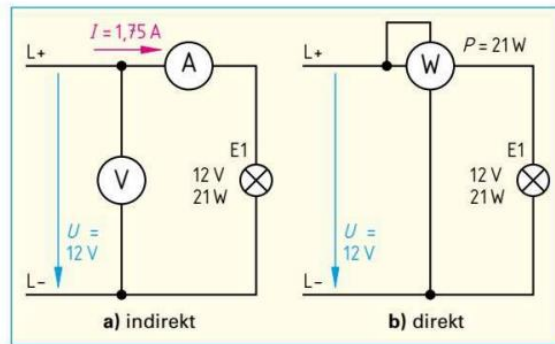 I = 1,75 A
L+
A
V
E1
12 V
21 W
U =
12 V
L–
a) indirekt
L+
W
P = 21 W
E1
12 V
21 W
U =
12 V
L–
b) direkt